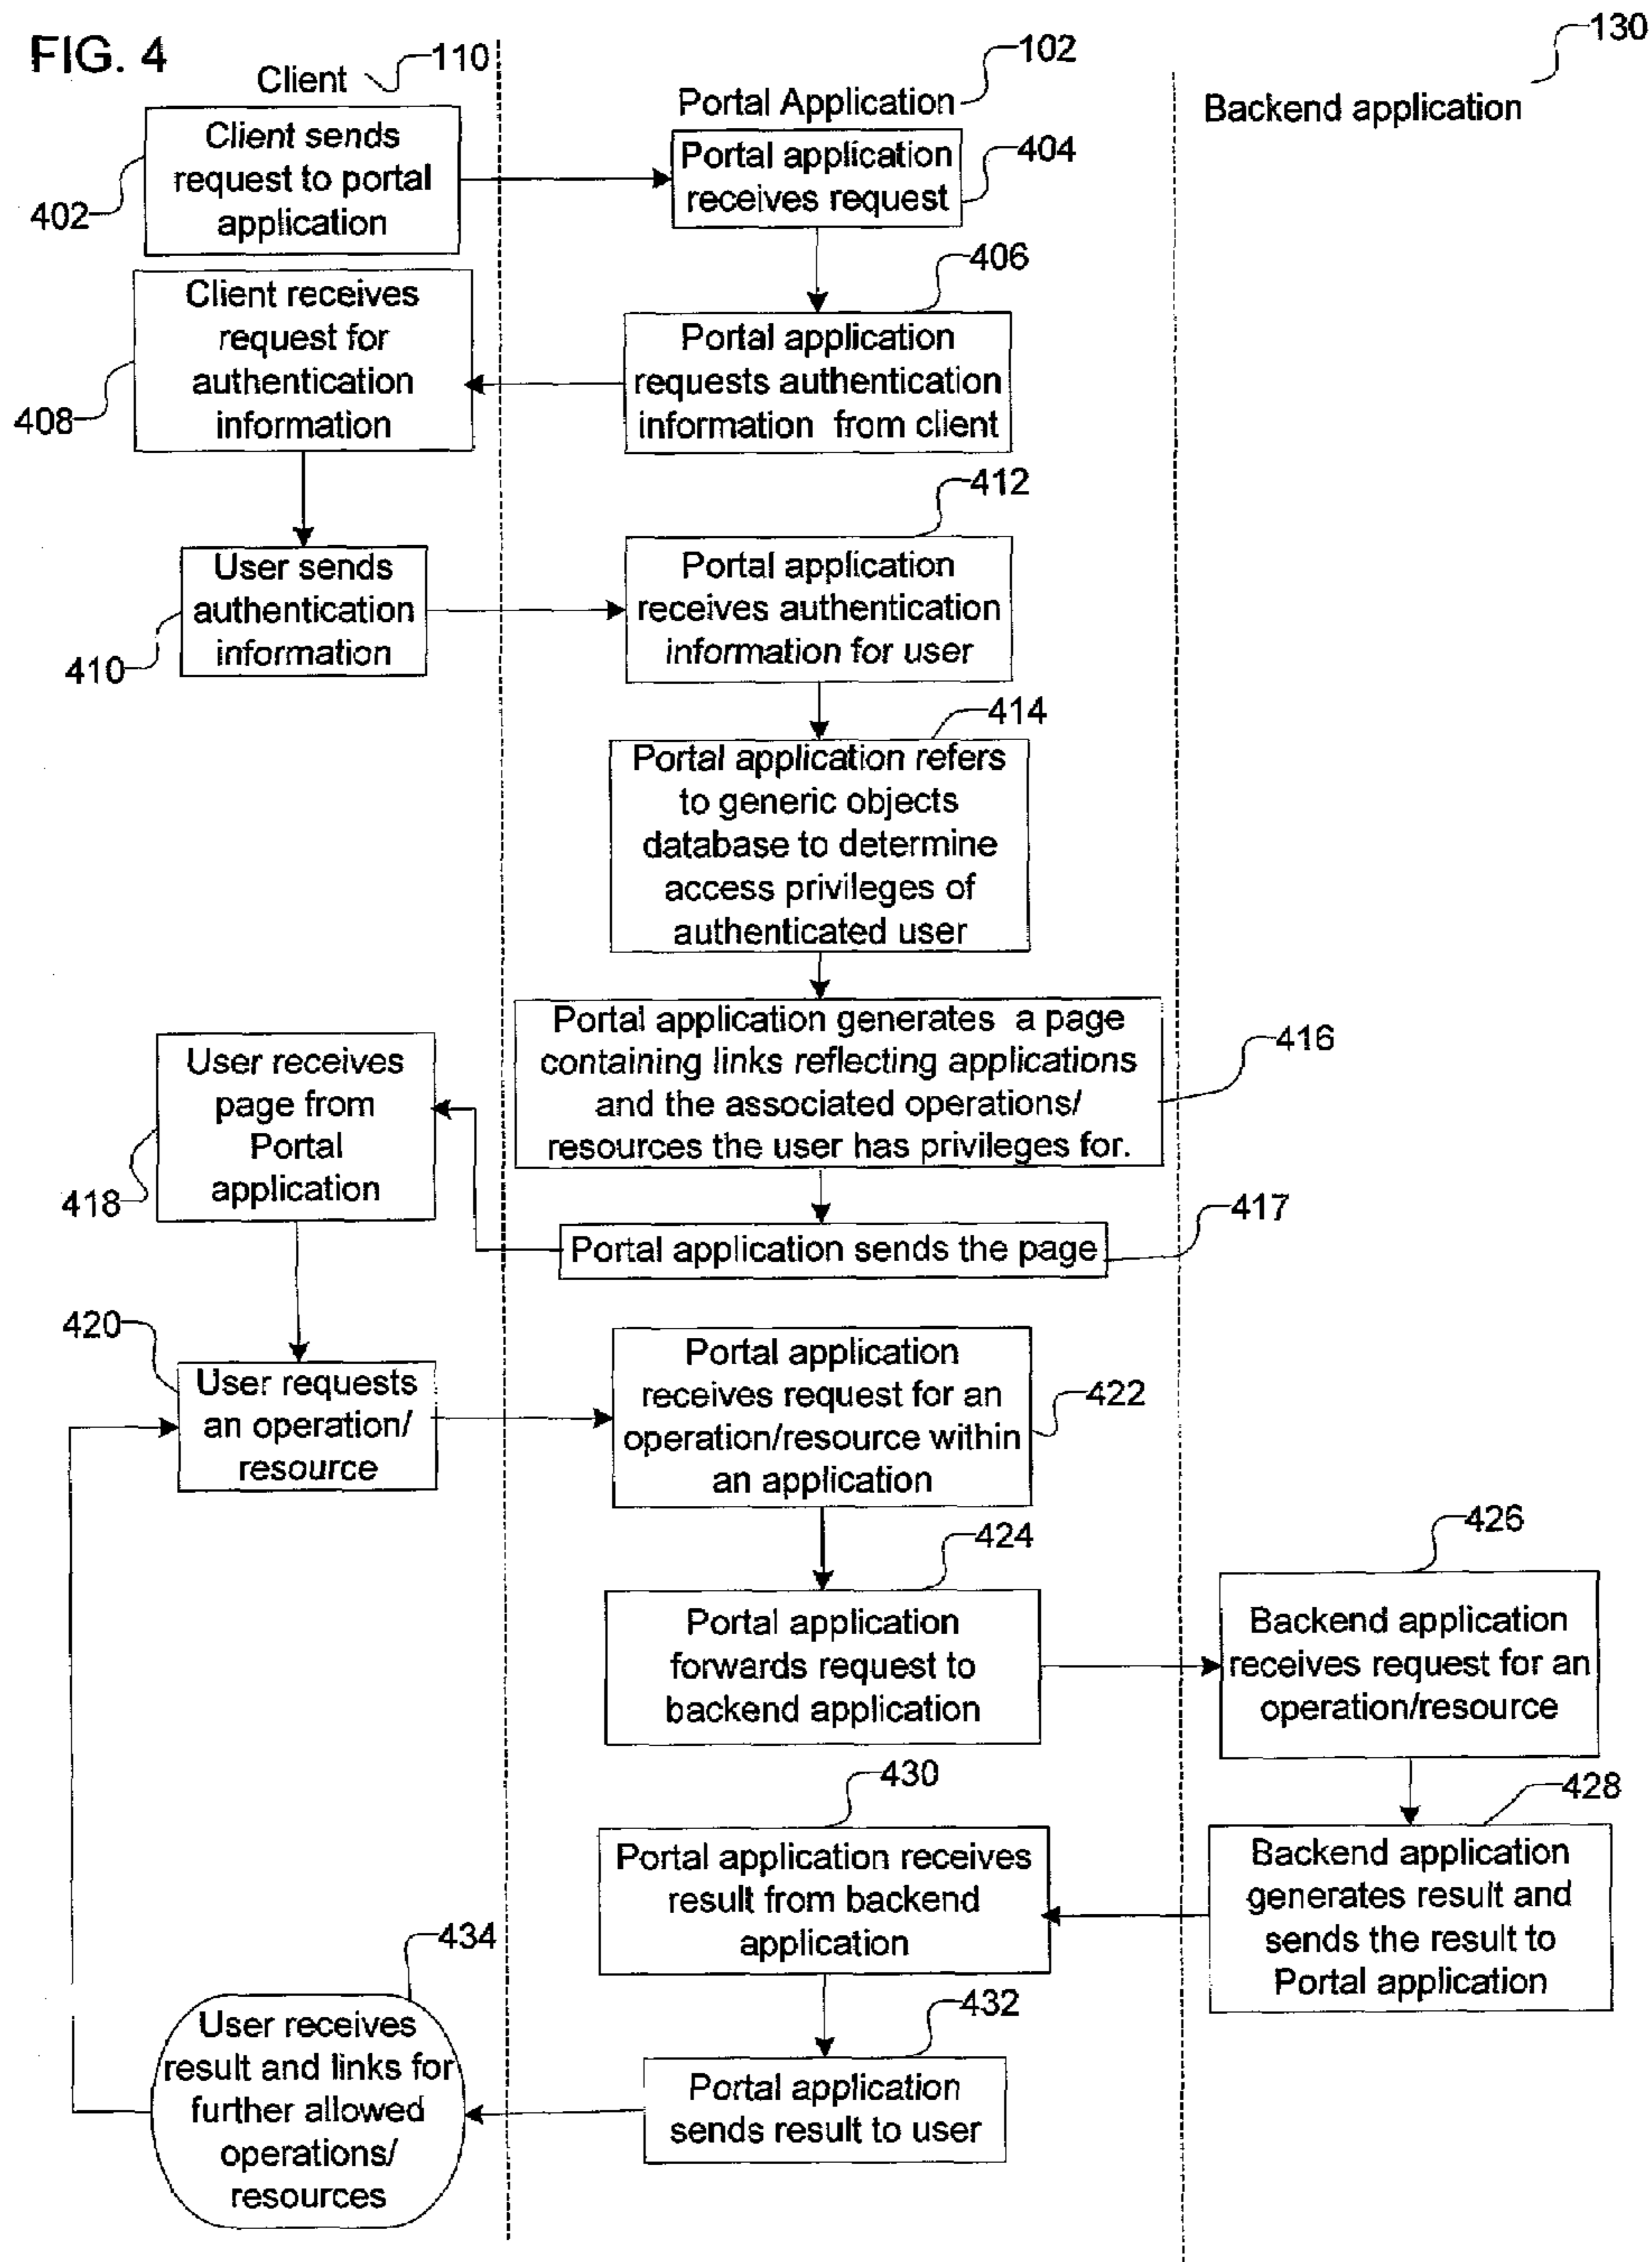 FIG. 4
Client
110
102
Portal Application
130
Backend application
Client sends
request to portal
application
402
Portal application
receives request
404
406
Portal application
requests authentication
information from client
Client receives
request for
authentication
information
408
User sends
authentication
information
410
412
Portal application
receives authentication
information for user
414
Portal application refers
to generic objects
database to determine
access privileges of
authenticated user
Portal application generates a page
containing links reflecting applications
and the associated operations/
resources the user has privileges for.
416
Portal application sends the page
417
User receives
page from
Portal
application
418
420
User requests
an operation/
resource
Portal application
receives request for an
operation/resource within
an application
422
424
Portal application
forwards request to
backend application
426
Backend application
receives request for an
operation/resource
428
Backend application
generates result and
sends the result to
Portal application
430
Portal application receives
result from backend
application
432
Portal application
sends result to user
434
User receives
result and links for
further allowed
operations/
resources